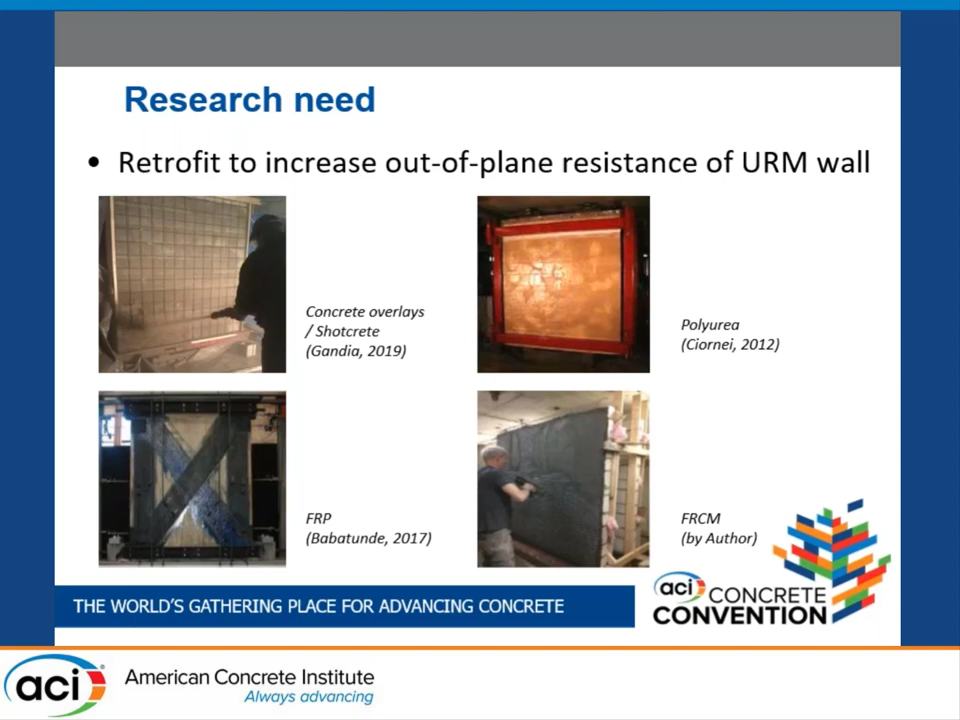 Research need
• Retrofit to increase out-of-plane resistance of URM wall
Concrete overlays
/ Shotcrete
(Gandia, 2019)
Polyurea
(Ciornei, 2012)
FRP
(Babatunde, 2017)
FRCM
(by Author)
THE WORLD'S GATHERING PLACE FOR ADVANCING CONCRETE
aci CONCRETE
CONVENTION
aci
American Concrete Institute
Always advancing